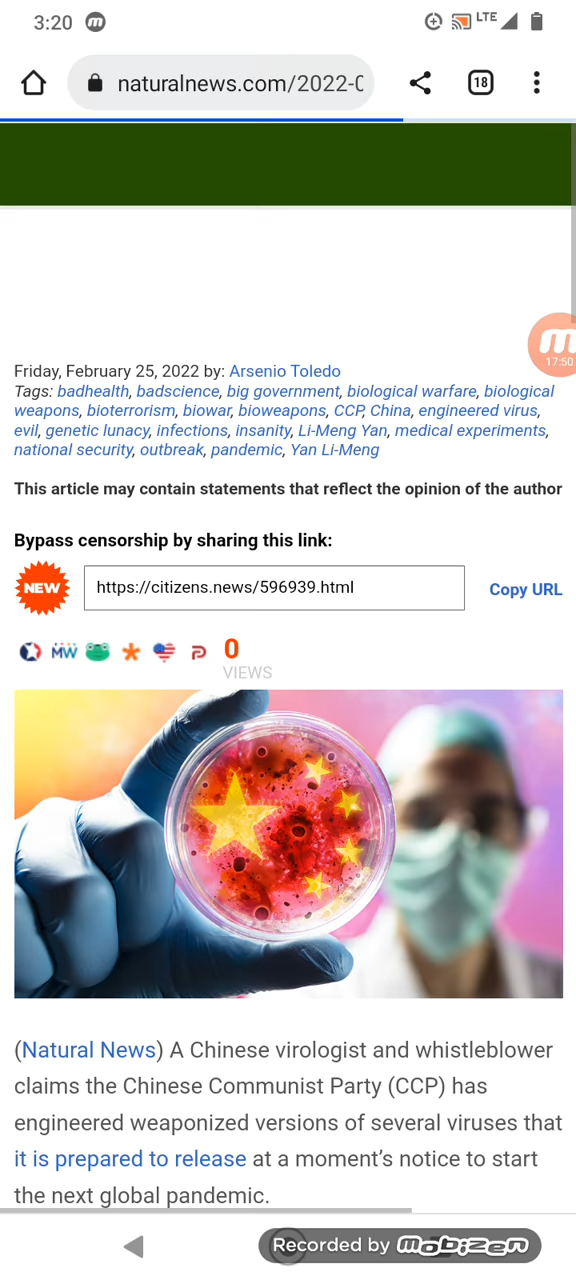 3:20
LTE
naturalnews.com/2022-0
18
17:50
Friday, February 25, 2022 by: Arsenio Toledo
Tags: badhealth, badscience, big government, biological warfare, biological
weapons, bioterrorism, biowar, bioweapons, CCP, China, engineered virus,
evil, genetic lunacy, infections, insanity, Li-Meng Yan, medical experiments,
national security, outbreak, pandemic, Yan Li-Meng
This article may contain statements that reflect the opinion of the author
Bypass censorship by sharing this link:
NEW
https://citizens.news/596939.html
Copy URL
MW
0
VIEWS
(Natural News) A Chinese virologist and whistleblower
claims the Chinese Communist Party (CCP) has
engineered weaponized versions of several viruses that
it is prepared to release at a moment’s notice to start
the next global pandemic.
Recorded by mobizen